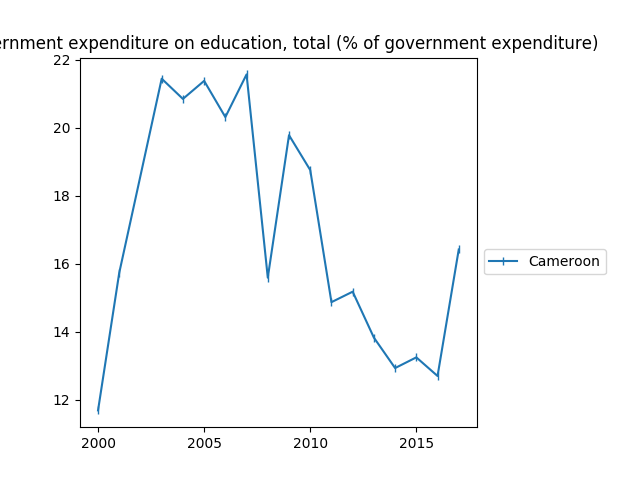 ernment expenditure on education, total (% of government expenditure)
22
20
18
16
14
12
2000 2005 2010 2015
Cameroon